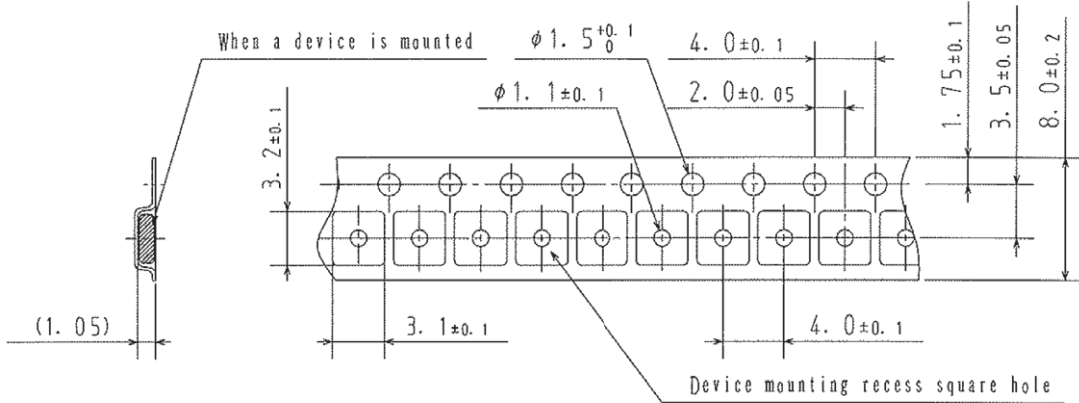 When a device is mounted
φ1.5 +0.1 0
4.0±0.1
φ1.1±0.1
2.0±0.05
1.75±0.1
3.5±0.05
8.0±0.2
3.2±0.1
(1.05)
3.1±0.1
4.0±0.1
Device mounting recess square hole